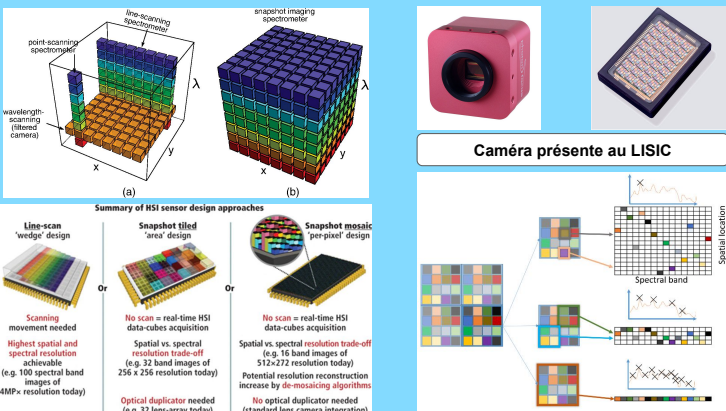 line-scanning
spectrometer
snapshot imaging
spectrometer
point-scanning
spectrometer
λ
wavelength-
scanning
(filtered
camera)
x
y
(a)
λ
x
y
(b)
Caméra présente au LISIC
Summary of HSI sensor design approaches
Line-scan
'wedge' design
Or
Snapshot tiled
'area' design
Or
Snapshot mosaic
'per-pixel' design
Scanning
movement needed
Highest spatial and
spectral resolution
achievable
(e.g. 100 spectral band
images of
4MPx resolution today)
No scan = real-time HSI
data-cubes acquisition
Spatial vs. spectral
resolution trade-off
(e.g. 32 band images of
256 x 256 resolution today)
Optical duplicator needed
(e.g. 32 lens-array today)
No scan = real-time HSI
data-cubes acquisition
Spatial vs. spectral resolution trade-off
(e.g. 16 band images of
512×272 resolution today)
Potential resolution reconstruction
increase by de-mosaicing algorithms
No optical duplicator needed
(standard lens camera integration)
Spatial location
Spectral band